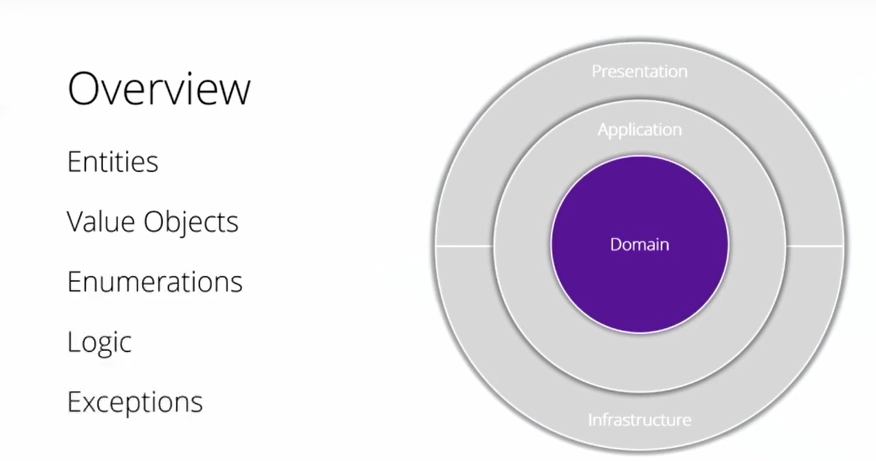 Overview
Entities
Value Objects
Enumerations
Logic
Exceptions
Presentation
Application
Domain
Infrastructure